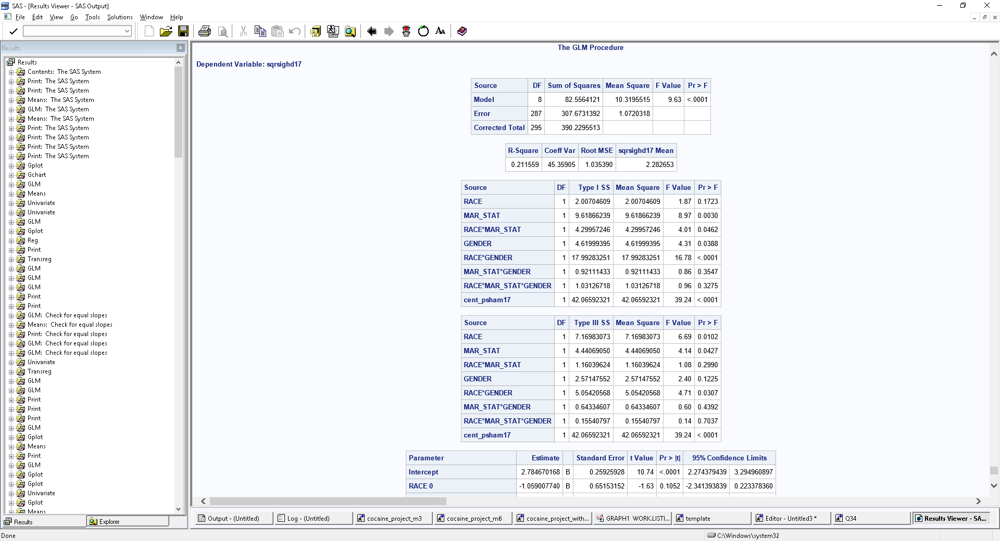 SAS - [Results Viewer - SAS Output]
File Edit View Go Tools Solutions Window Help
Results
Results
Contents: The SAS System
Print: The SAS System
Print: The SAS System
Means: The SAS System
GLM: The SAS System
Means: The SAS System
Print: The SAS System
Print: The SAS System
Print: The SAS System
Print: The SAS System
Gplot
Gchart
GLM
Means
Univariate
Univariate
GLM
Gplot
Reg
Print
Transreg
GLM
GLM
GLM
Print
Print
GLM: Check for equal slopes
Means: Check for equal slopes
Print: Check for equal slopes
GLM: Check for equal slopes
GLM: Check for equal slopes
Univariate
Transreg
GLM
GLM
Print
Print
Print
GLM
Gplot
Means
Print
GLM
Gplot
Gplot
Univariate
Gplot
Means
Results Explorer
The GLM Procedure
Dependent Variable: sqrsighd17
Source DF Sum of Squares Mean Square F Value Pr > F
Model 8 82.5564121 10.3195515 9.63 <.0001
Error 287 307.6731392 1.0720318
Corrected Total 295 390.2295513
R-Square Coeff Var Root MSE sqrsighd17 Mean
0.211559 45.35905 1.035390 2.282653
Source DF Type I SS Mean Square F Value Pr > F
RACE 1 2.00704609 2.00704609 1.87 0.1723
MAR_STAT 1 9.61866239 9.61866239 8.97 0.0030
RACE*MAR_STAT 1 4.29957246 4.29957246 4.01 0.0462
GENDER 1 4.61999395 4.61999395 4.31 0.0388
RACE*GENDER 1 17.99283251 17.99283251 16.78 <.0001
MAR_STAT*GENDER 1 0.92111433 0.92111433 0.86 0.3547
RACE*MAR_STAT*GENDER 1 1.03126718 1.03126718 0.96 0.3275
cent_psham17 1 42.06592321 42.06592321 39.24 <.0001
Source DF Type III SS Mean Square F Value Pr > F
RACE 1 7.16983073 7.16983073 6.69 0.0102
MAR_STAT 1 4.44069050 4.44069050 4.14 0.0427
RACE*MAR_STAT 1 1.16039624 1.16039624 1.08 0.2990
GENDER 1 2.57147552 2.57147552 2.40 0.1225
RACE*GENDER 1 5.05420568 5.05420568 4.71 0.0307
MAR_STAT*GENDER 1 0.64334607 0.64334607 0.60 0.4392
RACE*MAR_STAT*GENDER 1 0.15540797 0.15540797 0.14 0.7037
cent_psham17 1 42.06592321 42.06592321 39.24 <.0001
Parameter Estimate Standard Error t Value Pr > |t| 95% Confidence Limits
Intercept 2.784670168 B 0.25925928 10.74 <.0001 2.274379439 3.294960897
RACE 0 -1.059007740 B 0.65153152 -1.63 0.1052 -2.341393839 0.223378360
Output - (Untitled) Log - (Untitled) cocaine_project_m3 cocaine_project_m6 cocaine_project_with... GRAPH1 WORK.LISTI... template Editor - Untitled3 * Q34 Results Viewer - SA...
Done C:\Windows\system32